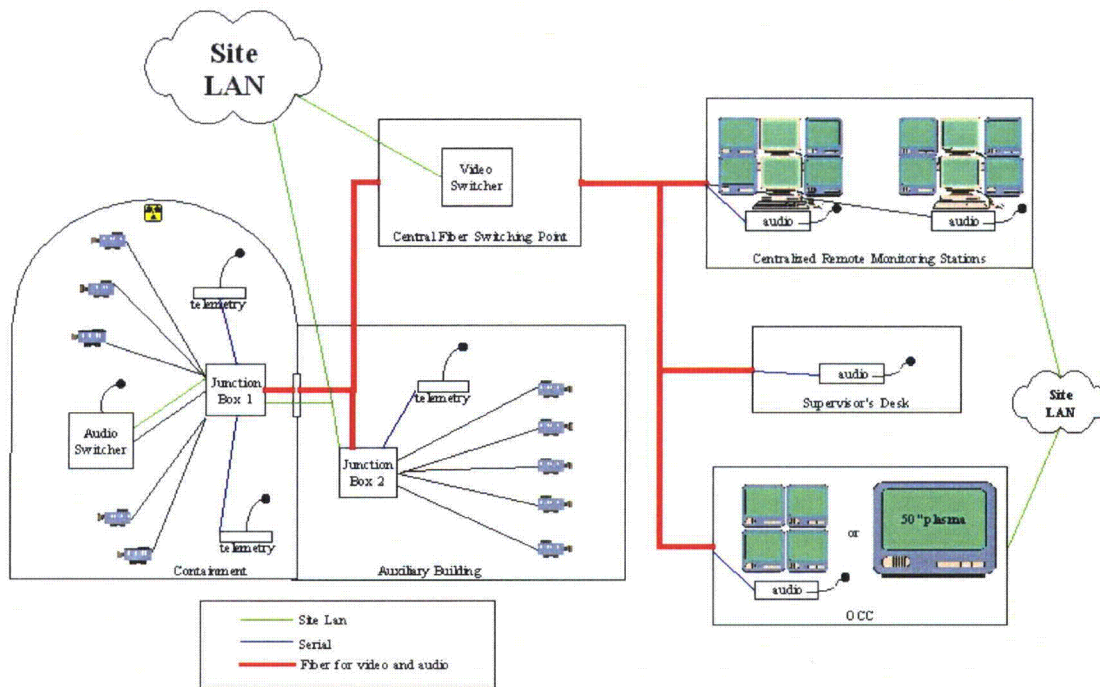 Site
LAN
Video
Switcher
Central Fiber Switching Point
audio
audio
Centralized Remote Monitoring Stations
telemetry
Junction
Box 1
Audio
Switcher
telemetry
Containment
telemetry
Junction
Box 2
Auxiliary Building
audio
Supervisor's Desk
Site
LAN
or
50" plasma
audio
OCC
Site Lan
Serial
Fiber for video and audio